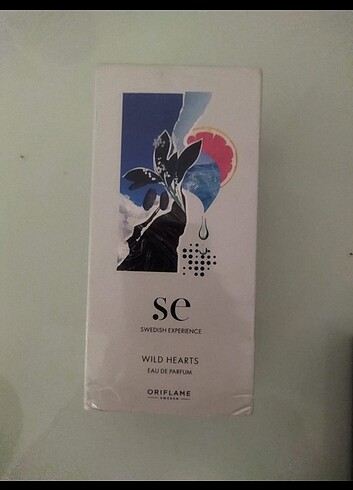 se
SWEDISH EXPERIENCE
WILD HEARTS
EAU DE PARFUM
ORIFLAME
SWEDEN